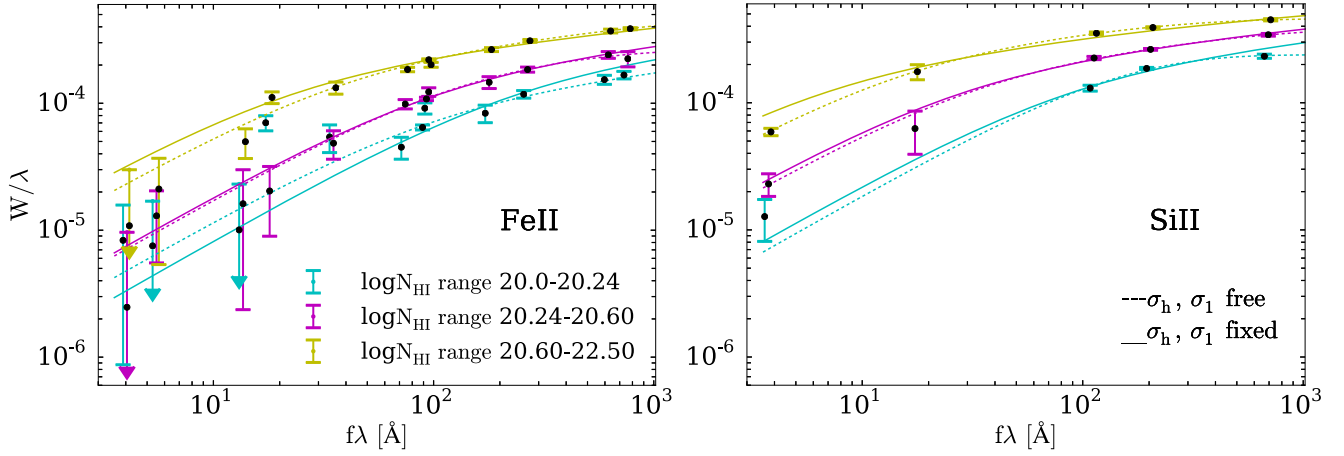 10⁻⁴
10⁻⁵
10⁻⁶
W/λ
FeII
logN_HI range 20.0-20.24
logN_HI range 20.24-20.60
logN_HI range 20.60-22.50
10¹ 10² 10³
fλ [Å]
10⁻⁴
10⁻⁵
10⁻⁶
SiII
---σ_h, σ_1 free
__σ_h, σ_1 fixed
10¹ 10² 10³
fλ [Å]